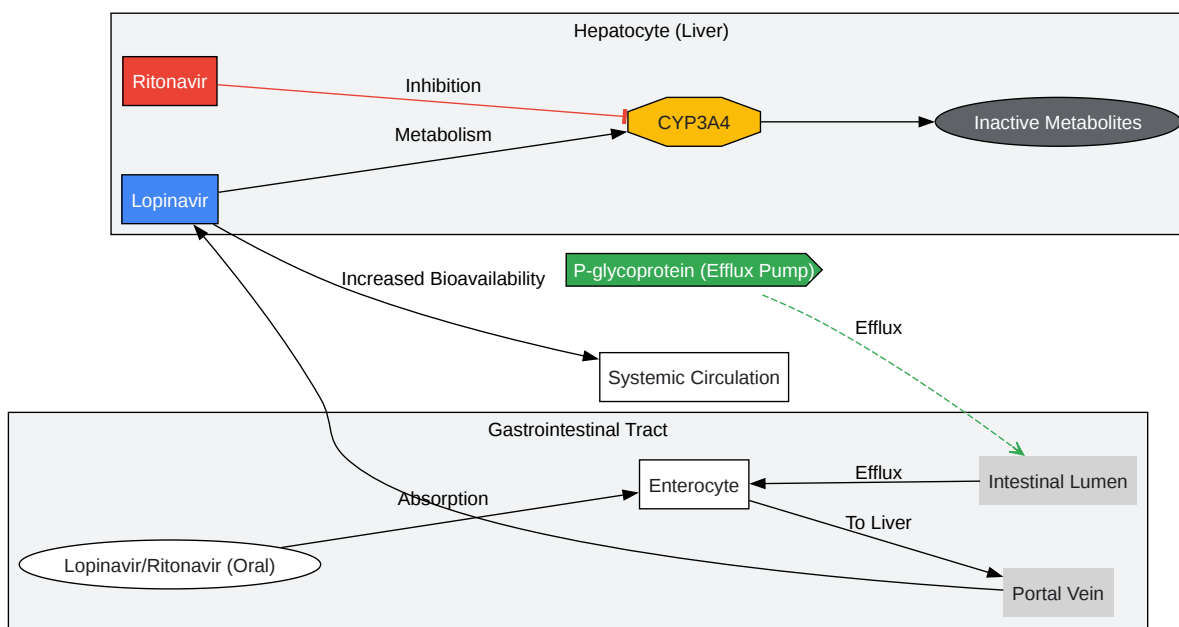 Hepatocyte (Liver)
Ritonavir
Inhibition
CYP3A4
Inactive Metabolites
Metabolism
Lopinavir
P-glycoprotein (Efflux Pump)
Increased Bioavailability
Efflux
Systemic Circulation
Gastrointestinal Tract
Efflux
Enterocyte
Intestinal Lumen
Absorption
To Liver
Lopinavir/Ritonavir (Oral)
Portal Vein